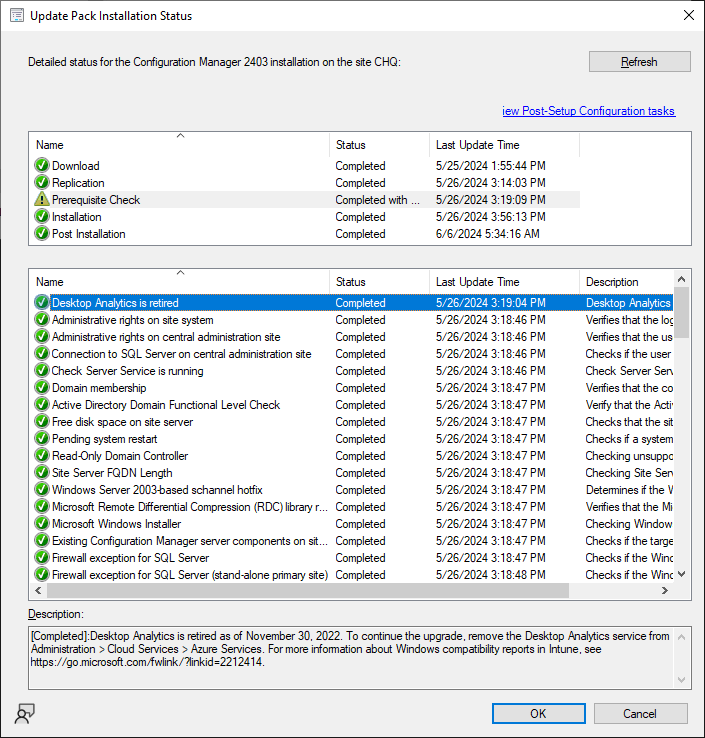 Update Pack Installation Status
Detailed status for the Configuration Manager 2403 installation on the site CHQ:
Refresh
iew Post-Setup Configuration tasks
Name Status Last Update Time
Download Completed 5/25/2024 1:55:44 PM
Replication Completed 5/26/2024 3:14:03 PM
Prerequisite Check Completed with ... 5/26/2024 3:19:09 PM
Installation Completed 5/26/2024 3:56:13 PM
Post Installation Completed 6/6/2024 5:34:16 AM
Name Status Last Update Time Description
Desktop Analytics is retired Completed 5/26/2024 3:19:04 PM Desktop Analytics
Administrative rights on site system Completed 5/26/2024 3:18:46 PM Verifies that the log
Administrative rights on central administration site Completed 5/26/2024 3:18:46 PM Verifies that the us
Connection to SQL Server on central administration site Completed 5/26/2024 3:18:46 PM Checks if the user
Check Server Service is running Completed 5/26/2024 3:18:46 PM Check Server Serv
Domain membership Completed 5/26/2024 3:18:47 PM Verifies that the co
Active Directory Domain Functional Level Check Completed 5/26/2024 3:18:47 PM Verify that the Acti
Free disk space on site server Completed 5/26/2024 3:18:47 PM Checks that the sit
Pending system restart Completed 5/26/2024 3:18:47 PM Checks if a system
Read-Only Domain Controller Completed 5/26/2024 3:18:47 PM Checking unsuppo
Site Server FQDN Length Completed 5/26/2024 3:18:47 PM Checking Site Serv
Windows Server 2003-based schannel hotfix Completed 5/26/2024 3:18:47 PM Determines if the W
Microsoft Remote Differential Compression (RDC) library r... Completed 5/26/2024 3:18:47 PM Verifies that the Mi
Microsoft Windows Installer Completed 5/26/2024 3:18:47 PM Checking Window
Existing Configuration Manager server components on sit... Completed 5/26/2024 3:18:47 PM Checks if the targe
Firewall exception for SQL Server Completed 5/26/2024 3:18:47 PM Checks if the Winc
Firewall exception for SQL Server (stand-alone primary site) Completed 5/26/2024 3:18:48 PM Checks if the Winc
Description:
[Completed]:Desktop Analytics is retired as of November 30, 2022. To continue the upgrade, remove the Desktop Analytics service from
Administration > Cloud Services > Azure Services. For more information about Windows compatibility reports in Intune, see
https://go.microsoft.com/fwlink/?linkid=2212414.
OK
Cancel